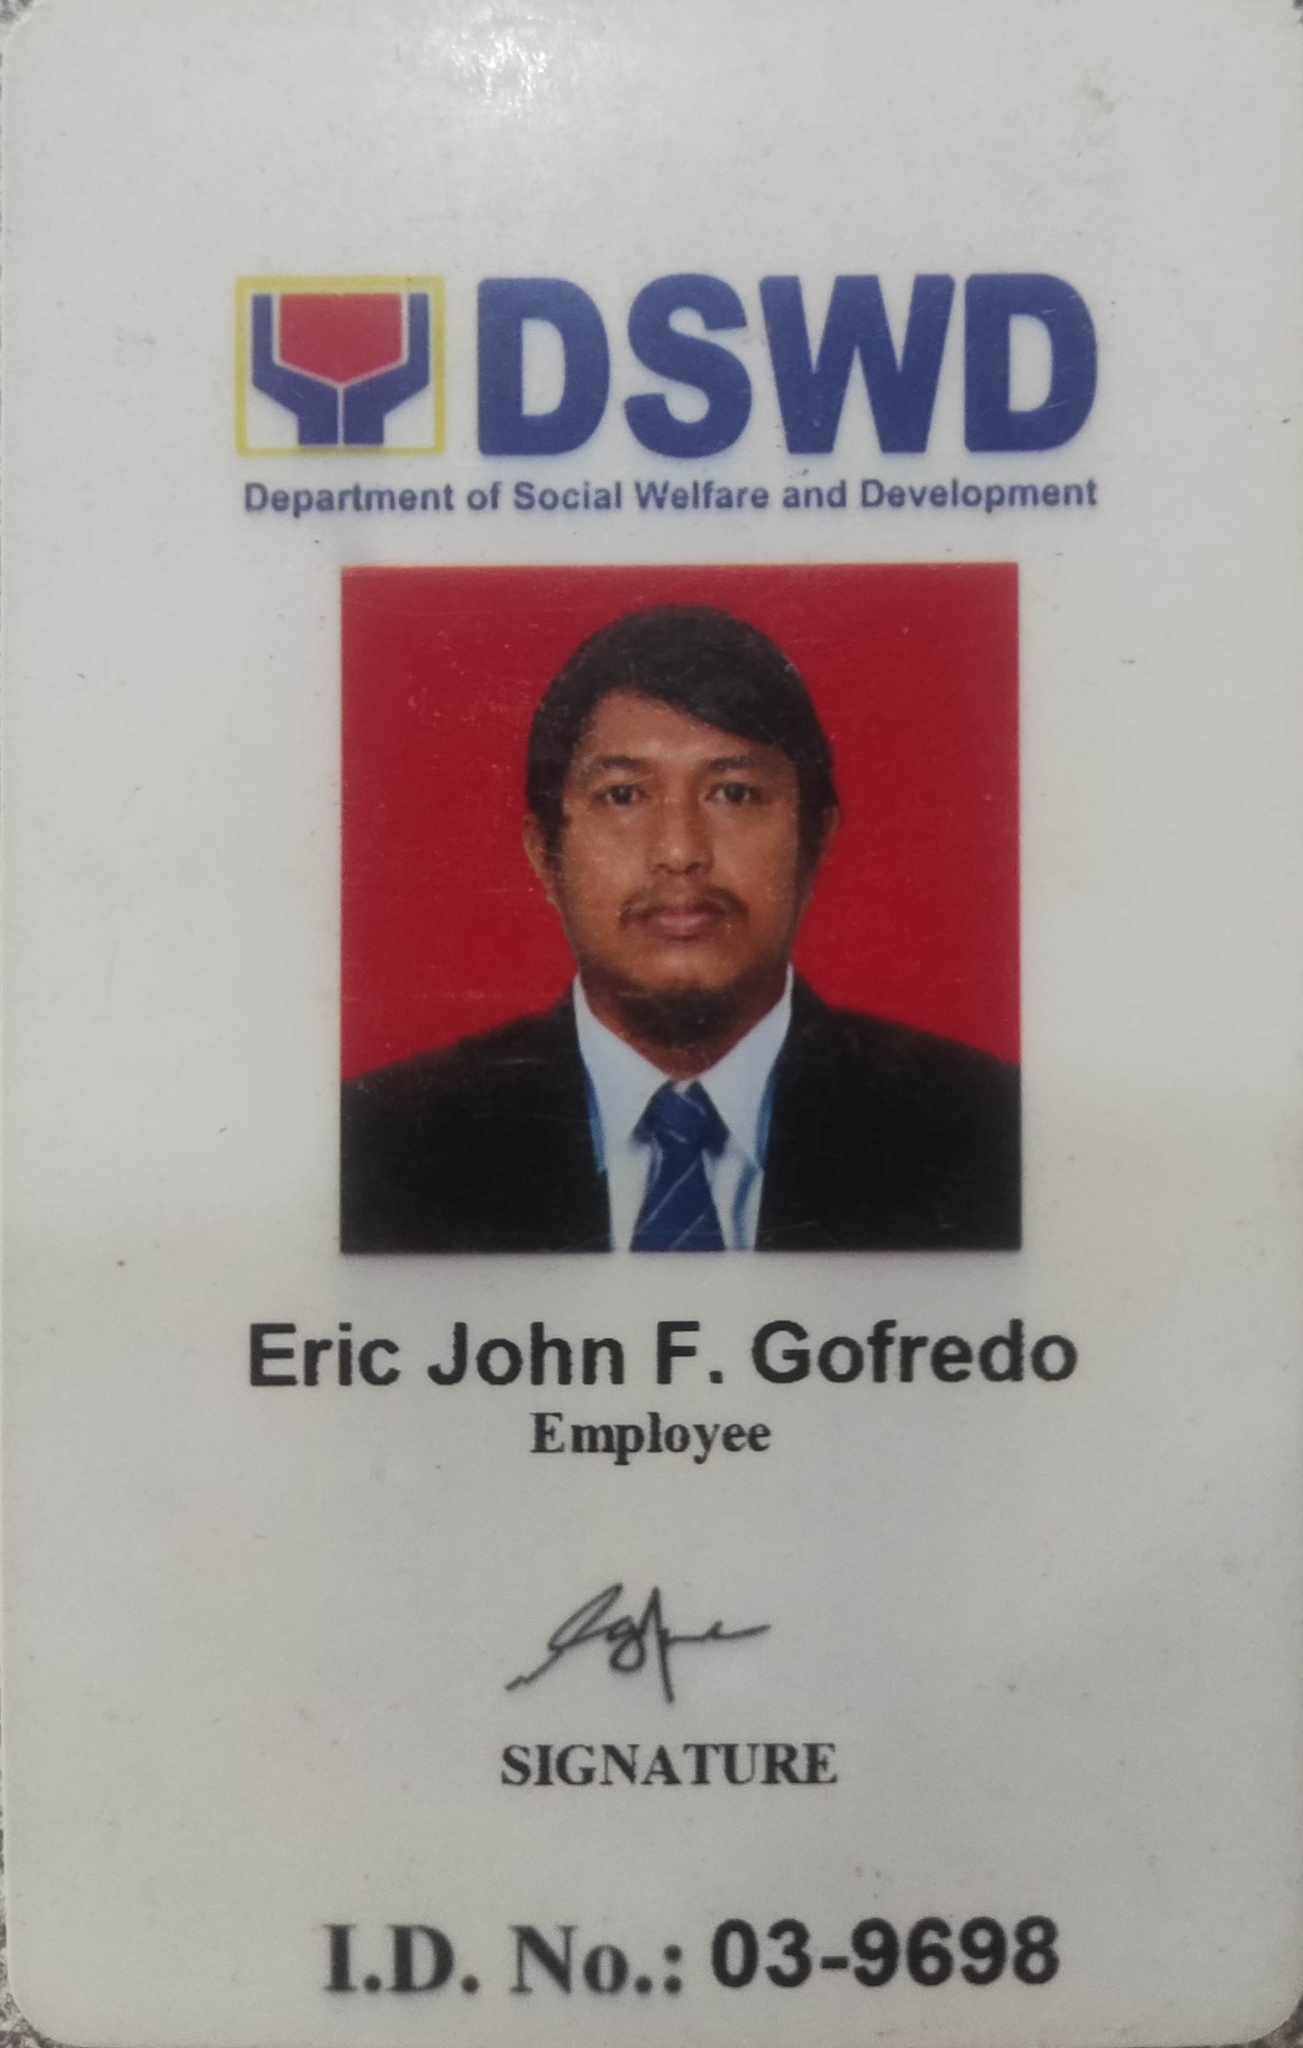 DSWD
Department of Social Welfare and Development
Eric John F. Gofredo
Employee
SIGNATURE
I.D. No.: 03-9698